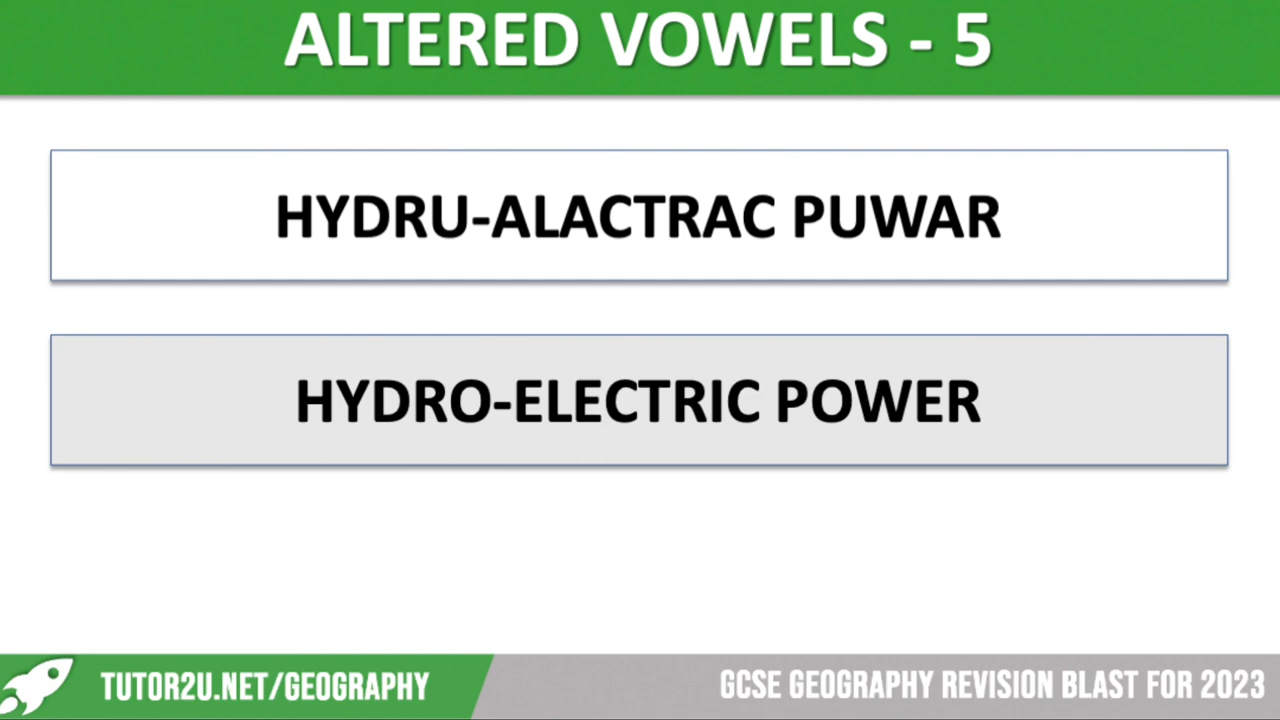 ALTERED VOWELS - 5
HYDRU-ALACTRAC PUWAR
HYDRO-ELECTRIC POWER
TUTOR2U.NET/GEOGRAPHY
GCSE GEOGRAPHY REVISION BLAST FOR 2023